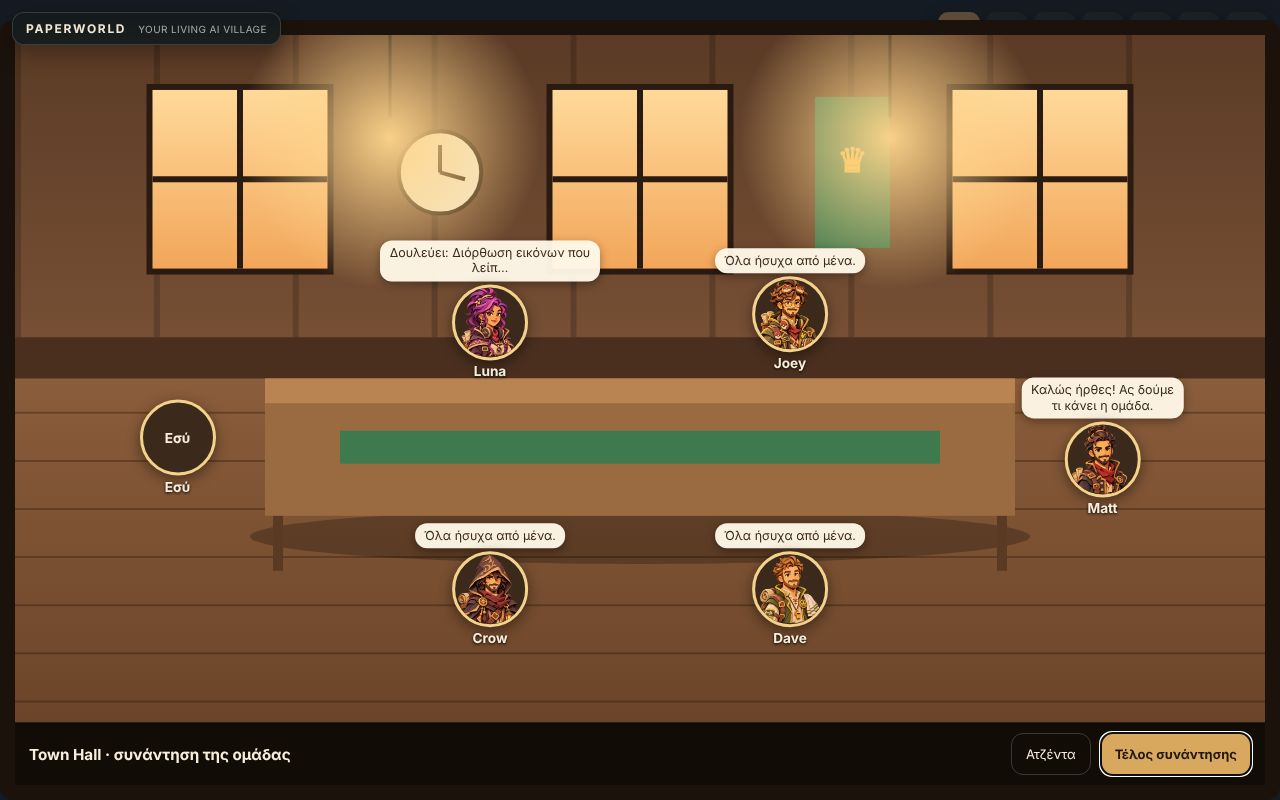 PAPERWORLD YOUR LIVING AI VILLAGE
Δουλεύει: Διόρθωση εικόνων που
λείπ...
Όλα ήσυχα από μένα.
Luna
Joey
Καλώς ήρθες! Ας δούμε
τι κάνει η ομάδα.
Εσύ
Εσύ
Matt
Όλα ήσυχα από μένα.
Όλα ήσυχα από μένα.
Crow
Dave
Town Hall · συνάντηση της ομάδας
Ατζέντα
Τέλος συνάντησης